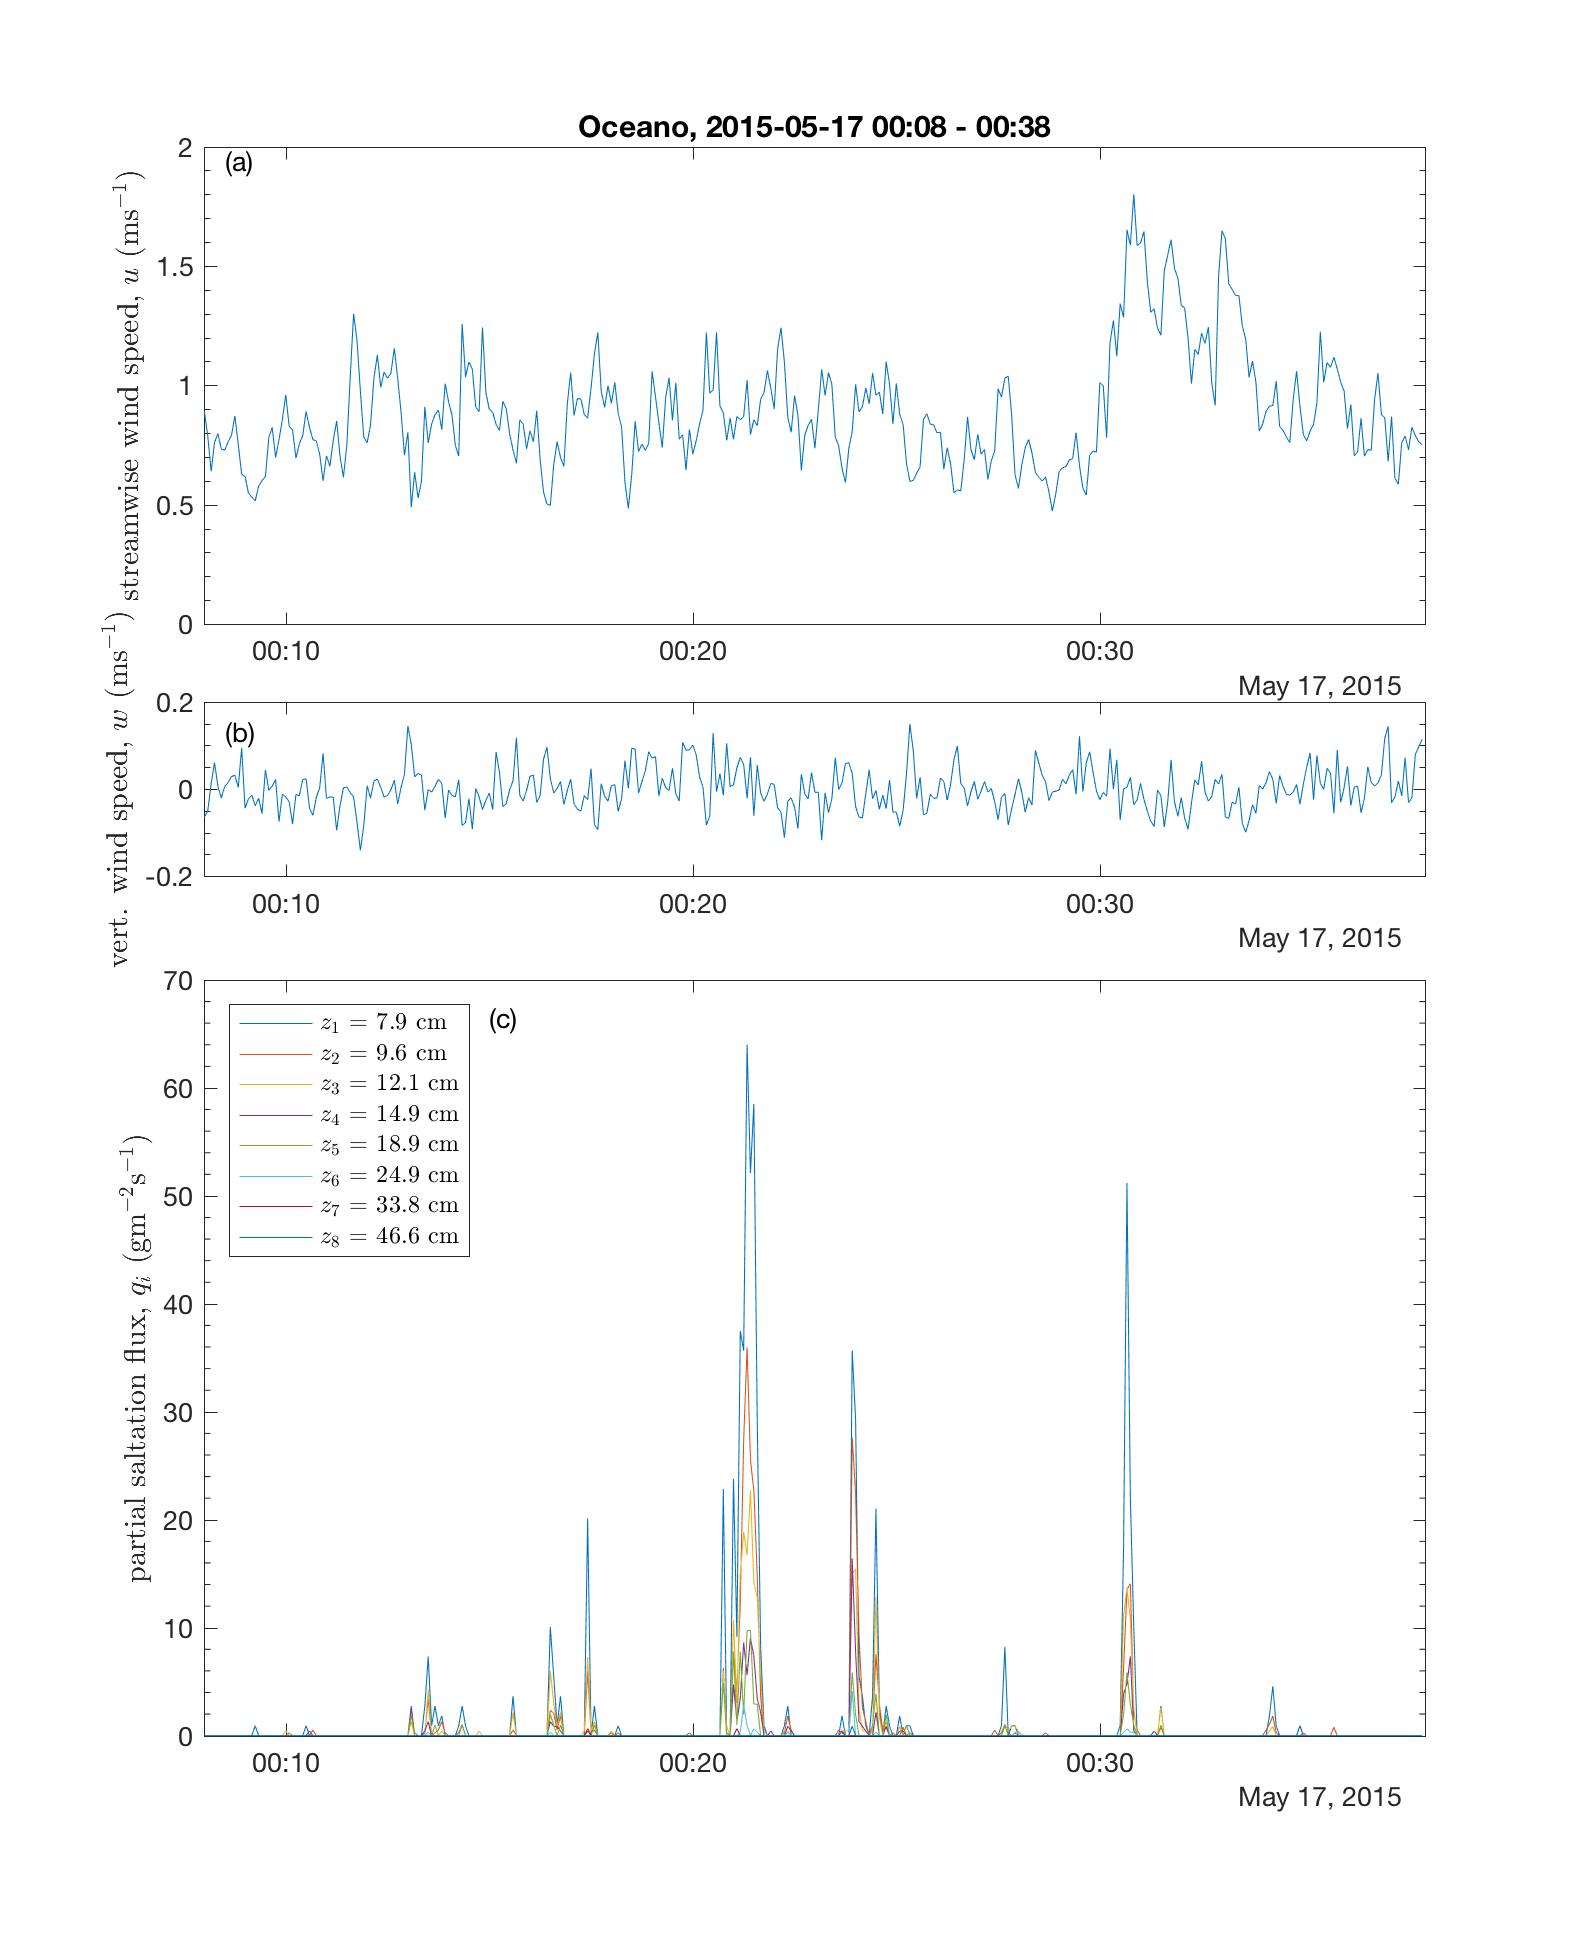 Oceano, 2015-05-17 00:08 - 00:38
(a)
streamwise wind speed, u (ms⁻¹)
2
1.5
1
0.5
0
00:10 00:20 00:30
May 17, 2015
(b)
vert. wind speed, w (ms⁻¹)
0.2
0
-0.2
00:10 00:20 00:30
May 17, 2015
(c)
partial saltation flux, qᵢ (gm⁻²s⁻¹)
70
60
50
40
30
20
10
0
z₁ = 7.9 cm
z₂ = 9.6 cm
z₃ = 12.1 cm
z₄ = 14.9 cm
z₅ = 18.9 cm
z₆ = 24.9 cm
z₇ = 33.8 cm
z₈ = 46.6 cm
00:10 00:20 00:30
May 17, 2015